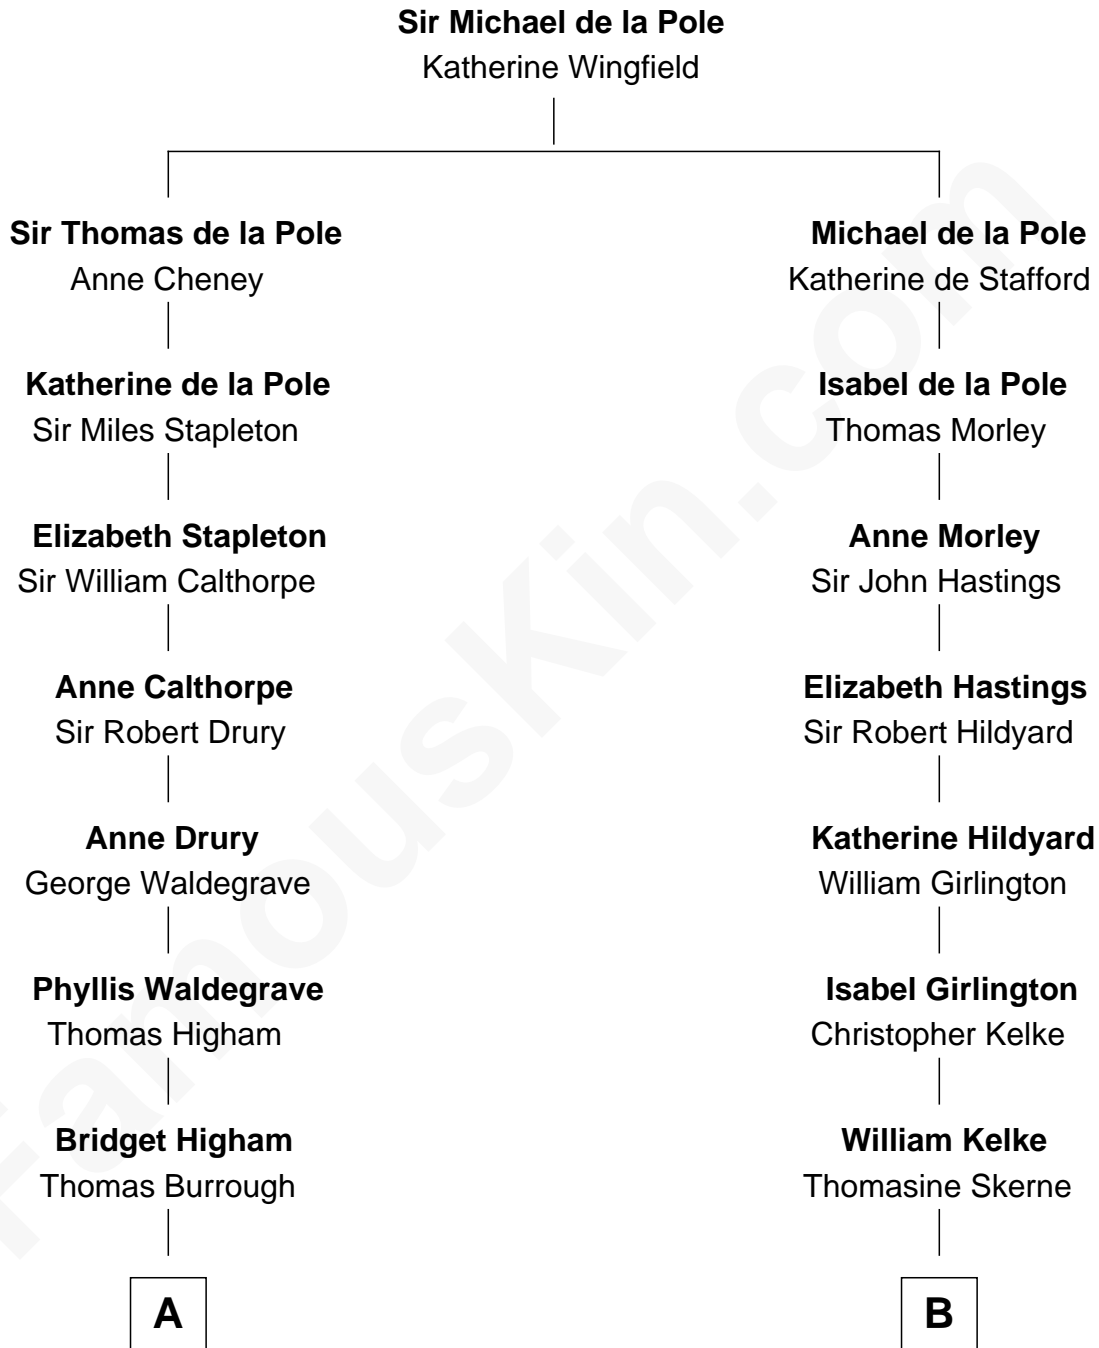 Sir Michael de la Pole
Katherine Wingfield
Sir Thomas de la Pole
Anne Cheney
Michael de la Pole
Katherine de Stafford
Katherine de la Pole
Sir Miles Stapleton
Isabel de la Pole
Thomas Morley
Elizabeth Stapleton
Sir William Calthorpe
Anne Morley
Sir John Hastings
Anne Calthorpe
Sir Robert Drury
Elizabeth Hastings
Sir Robert Hildyard
Anne Drury
George Waldegrave
Katherine Hildyard
William Girlington
Phyllis Waldegrave
Thomas Higham
Isabel Girlington
Christopher Kelke
Bridget Higham
Thomas Burrough
William Kelke
Thomasine Skerne
A
B
FamousKin.com